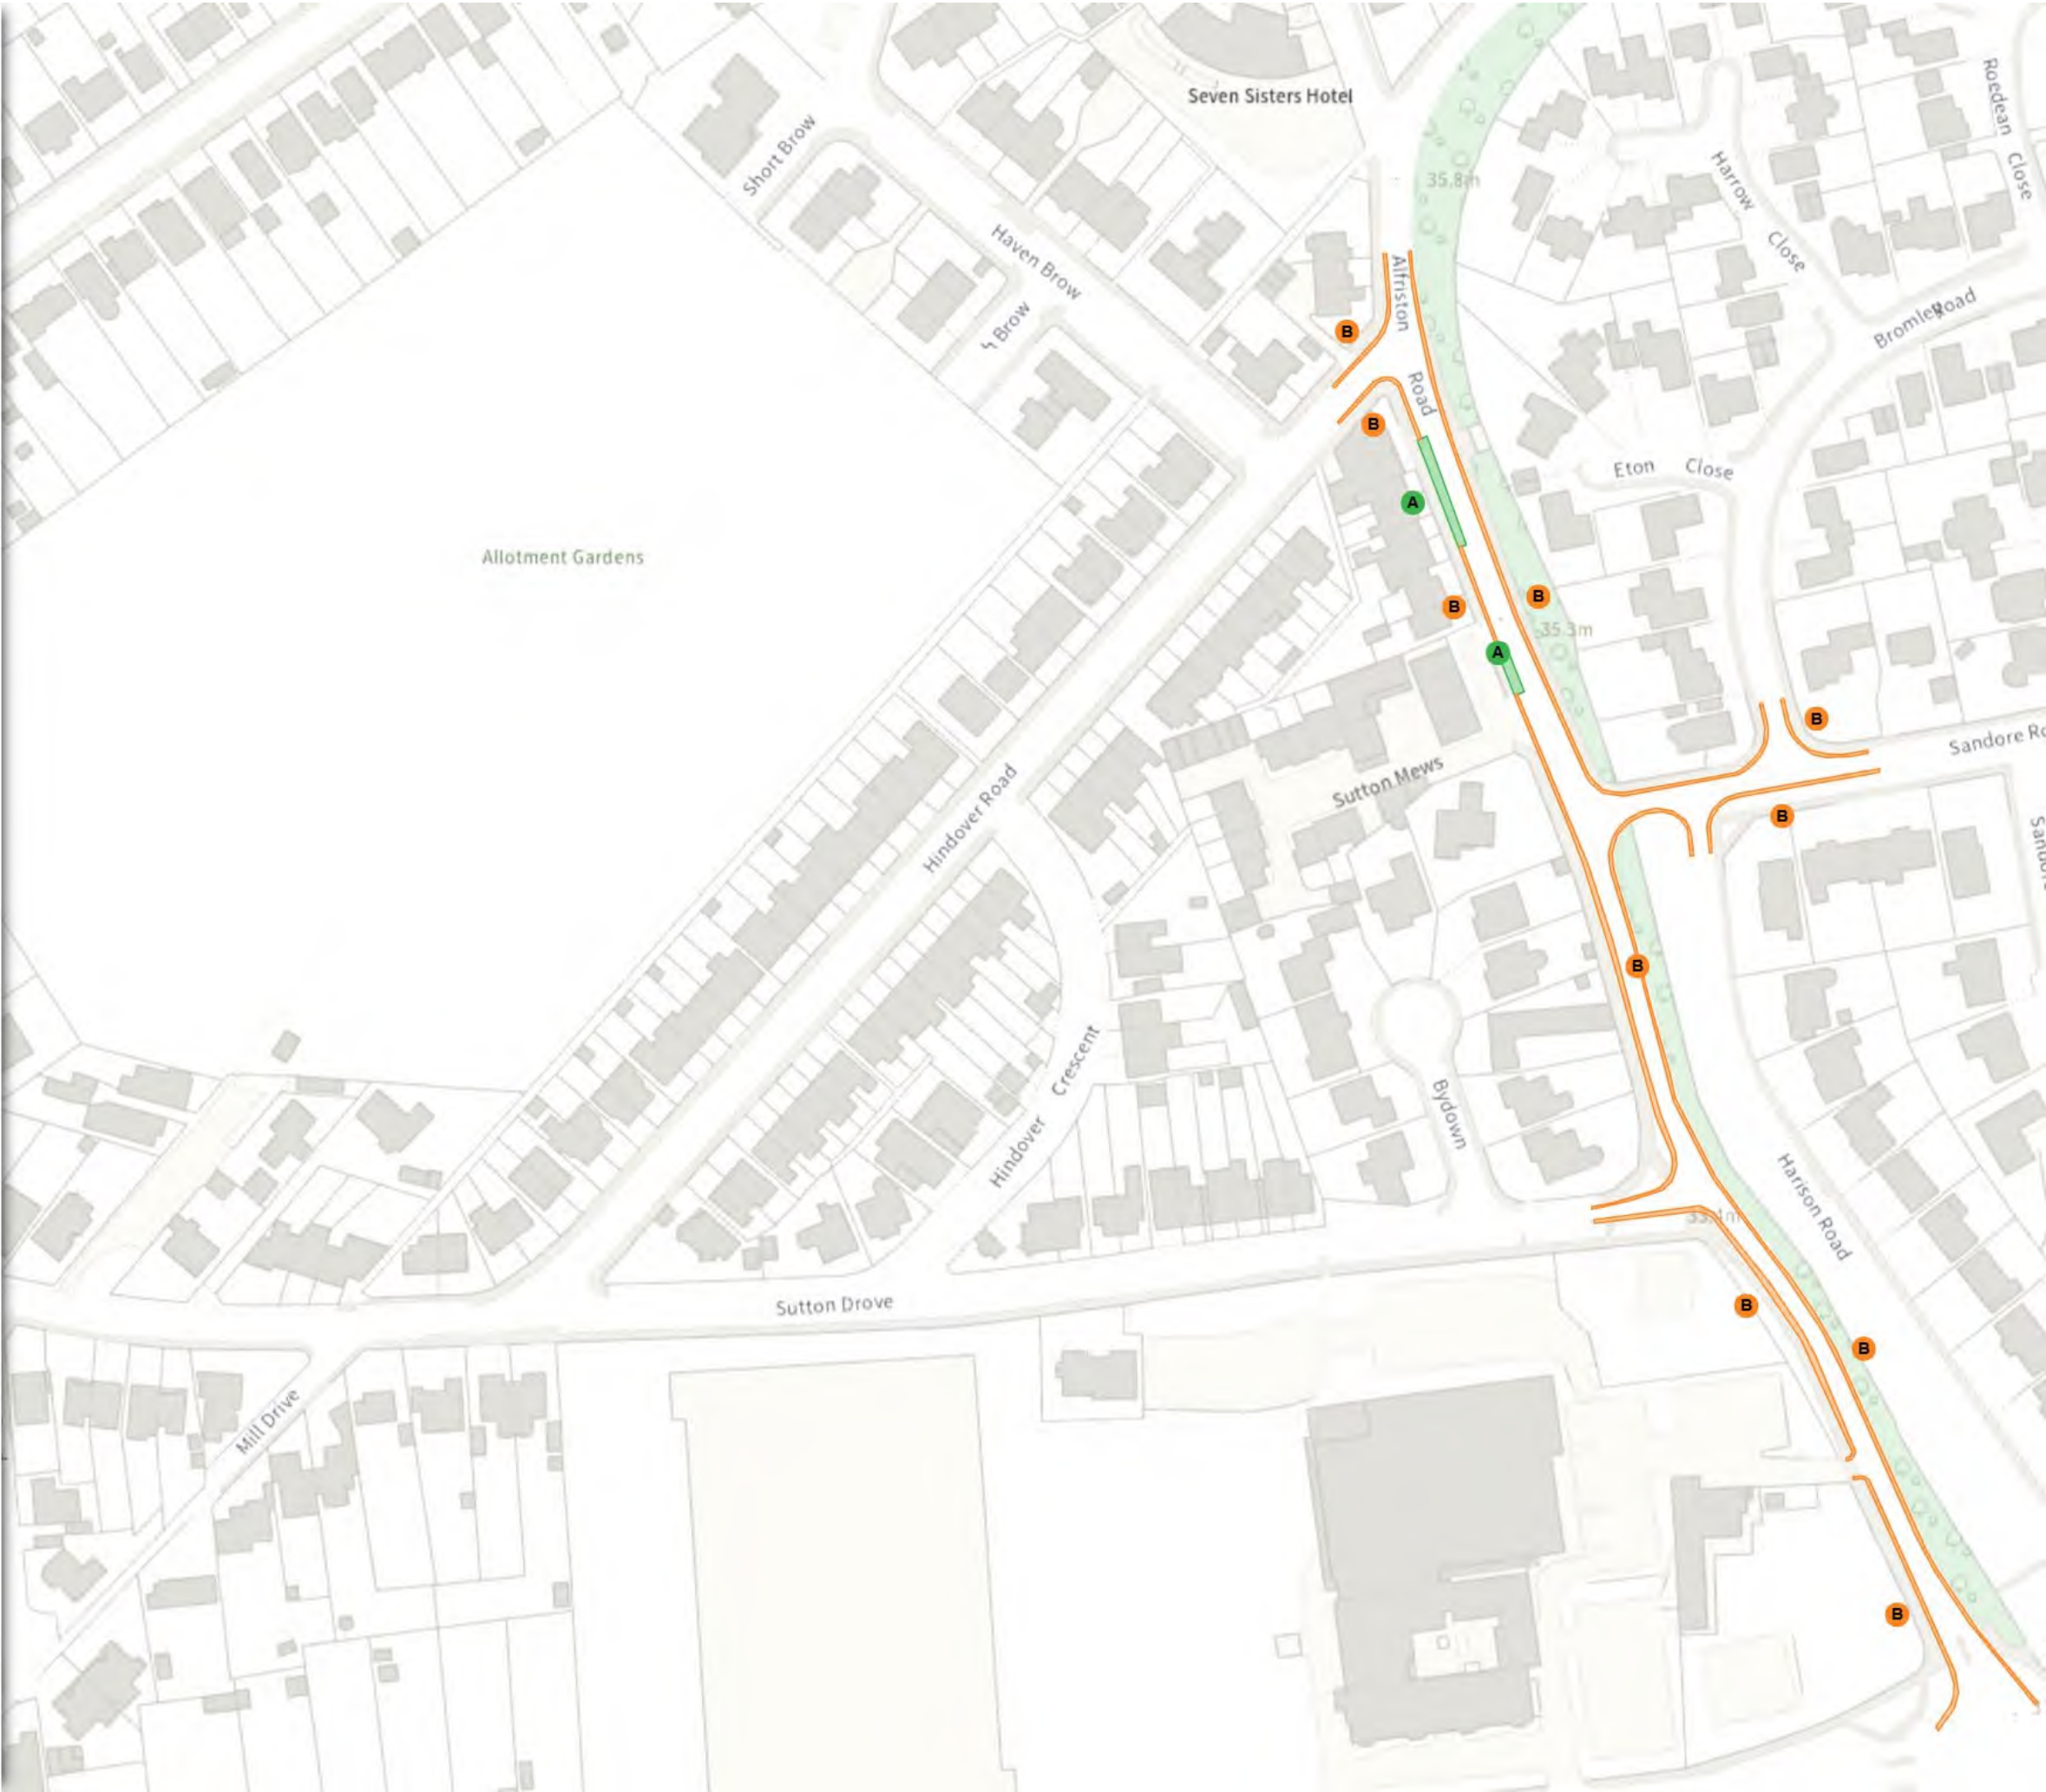 Seven Sisters Hotel
Roedean Close
Short Brow
35.8m
Harrow Close
Haven Brow
Alfriston Road
Brow
B
Bromley Road
B
Eton Close
A
Allotment Gardens
B
B
35.3m
A
B
Sandore
Sutton Mews
Hindover Road
B
B
Hindover Crescent
Bydown
Harison Road
B
Sutton Drove
B
Mill Drive
B